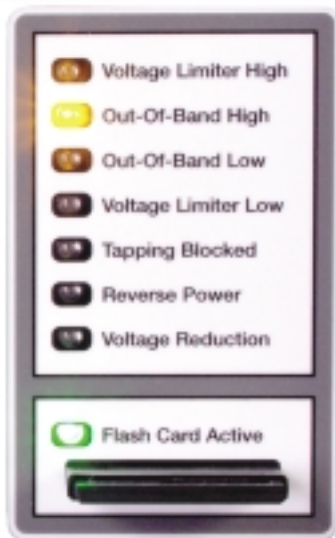 Voltage Limiter High
Out-Of-Band High
Out-Of-Band Low
Voltage Limiter Low
Tapping Blocked
Reverse Power
Voltage Reduction
Flash Card Active